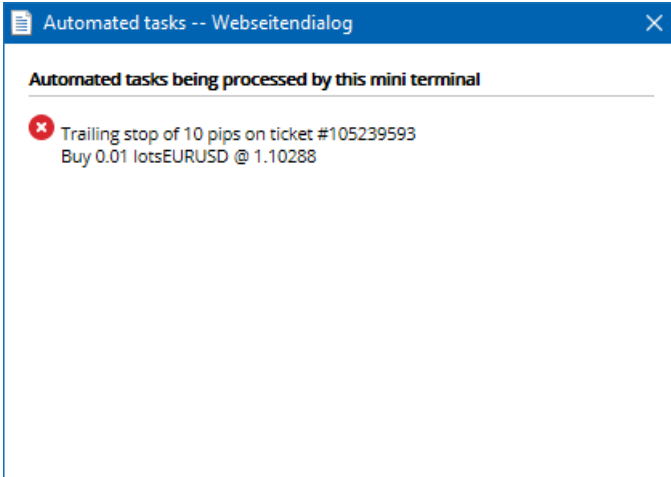 Automated tasks -- Webseitendialog
Automated tasks being processed by this mini terminal
Trailing stop of 10 pips on ticket #105239593
Buy 0.01 lotsEURUSD @ 1.10288